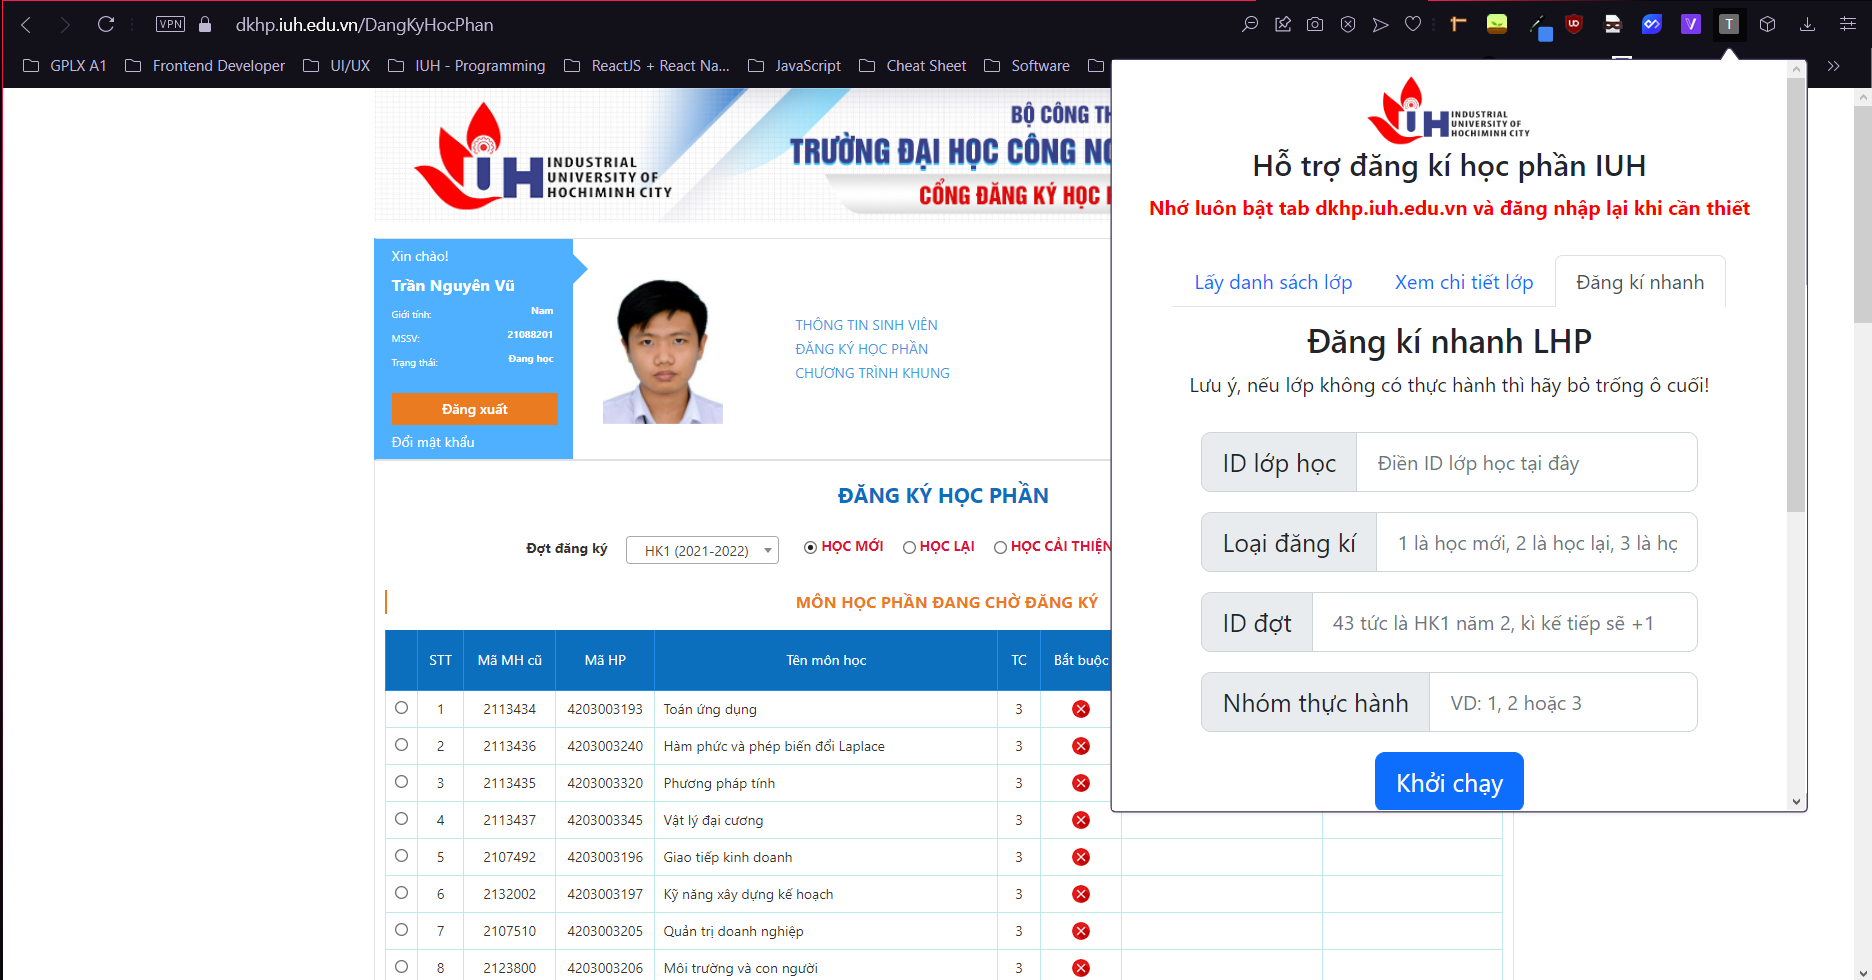 VPN
dkhp.iuh.edu.vn/DangKyHocPhan
GPLX A1
Frontend Developer
UI/UX
IUH - Programming
ReactJS + React Na...
JavaScript
Cheat Sheet
Software
INDUSTRIAL
UNIVERSITY OF
HOCHIMINH CITY
BỘ CÔNG TH
TRƯỜNG ĐẠI HỌC CÔNG NG
CỔNG ĐĂNG KÝ HỌC
Xin chào!
Trần Nguyên Vũ
Giới tính: Nam
MSSV: 21088201
Trạng thái: Đang học
Đăng xuất
Đổi mật khẩu
THÔNG TIN SINH VIÊN
ĐĂNG KÝ HỌC PHẦN
CHƯƠNG TRÌNH KHUNG
ĐĂNG KÝ HỌC PHẦN
Đợt đăng ký HK1 (2021-2022) HỌC MỚI HỌC LẠI HỌC CẢI THIỆN
MÔN HỌC PHẦN ĐANG CHỜ ĐĂNG KÝ
STT Mã MH cũ Mã HP Tên môn học TC Bắt buộc
1 2113434 4203003193 Toán ứng dụng 3
2 2113436 4203003240 Hàm phức và phép biến đổi Laplace 3
3 2113435 4203003320 Phương pháp tính 3
4 2113437 4203003345 Vật lý đại cương 3
5 2107492 4203003196 Giao tiếp kinh doanh 3
6 2132002 4203003197 Kỹ năng xây dựng kế hoạch 3
7 2107510 4203003205 Quản trị doanh nghiệp 3
8 2123800 4203003206 Môi trường và con người 3
IUH
INDUSTRIAL
UNIVERSITY OF
HOCHIMINH CITY
Hỗ trợ đăng kí học phần IUH
Nhớ luôn bật tab dkhp.iuh.edu.vn và đăng nhập lại khi cần thiết
Lấy danh sách lớp
Xem chi tiết lớp
Đăng kí nhanh
Đăng kí nhanh LHP
Lưu ý, nếu lớp không có thực hành thì hãy bỏ trống ô cuối!
ID lớp học Điền ID lớp học tại đây
Loại đăng kí 1 là học mới, 2 là học lại, 3 là họ
ID đợt 43 tức là HK1 năm 2, kì kế tiếp sẽ +1
Nhóm thực hành VD: 1, 2 hoặc 3
Khởi chạy